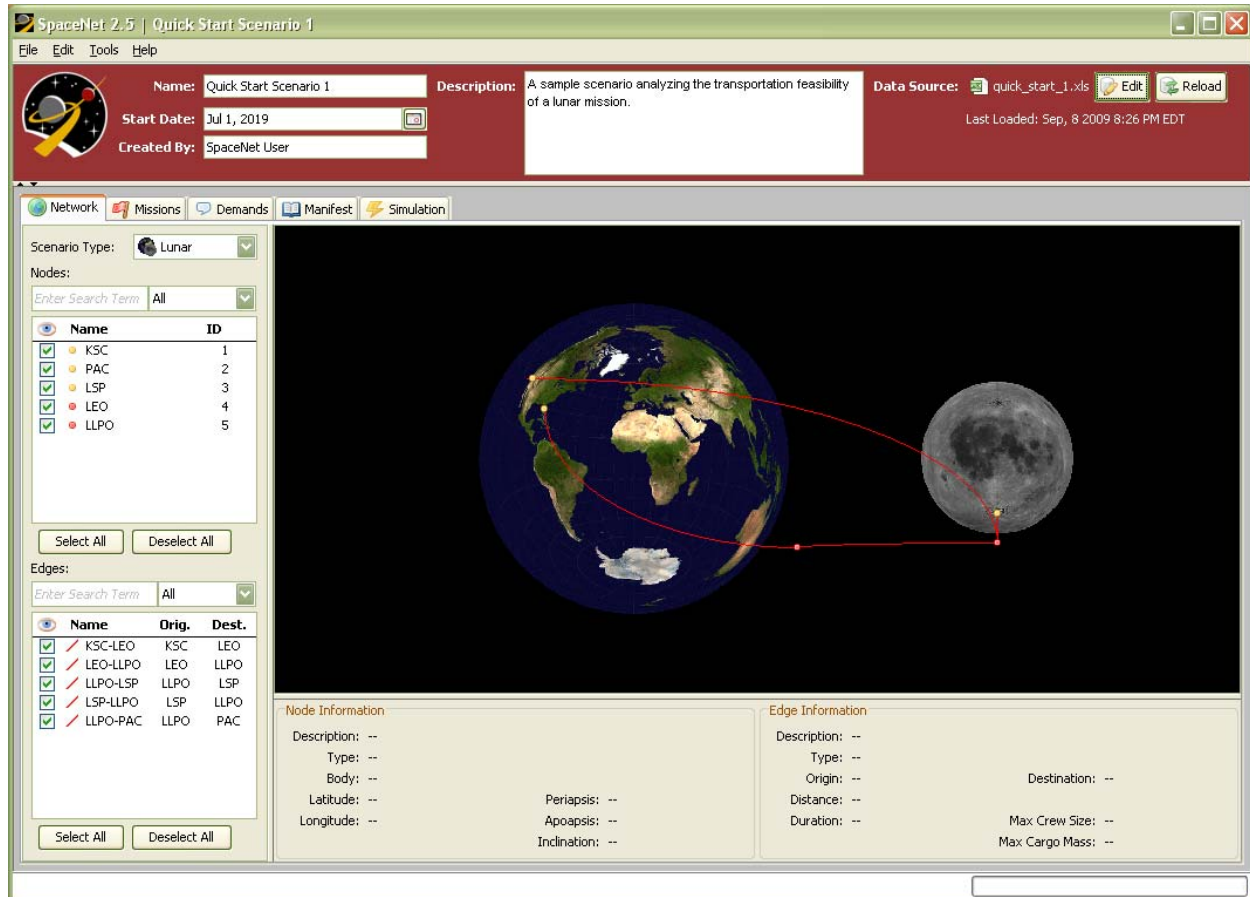 SpaceNet 2.5 | Quick Start Scenario 1
File Edit Tools Help
Name: Quick Start Scenario 1
Start Date: Jul 1, 2019
Created By: SpaceNet User
Description: A sample scenario analyzing the transportation feasibility
of a lunar mission.
Data Source: quick_start_1.xls Edit Reload
Last Loaded: Sep, 8 2009 8:26 PM EDT
Network Missions Demands Manifest Simulation
Scenario Type: Lunar
Nodes:
Enter Search Term All
Name ID
KSC 1
PAC 2
LSP 3
LEO 4
LLPO 5
Select All Deselect All
Edges:
Enter Search Term All
Name Orig. Dest.
KSC-LEO KSC LEO
LEO-LLPO LEO LLPO
LLPO-LSP LLPO LSP
LSP-LLPO LSP LLPO
LLPO-PAC LLPO PAC
Select All Deselect All
Node Information
Description: --
Type: --
Body: --
Latitude: -- Periapsis: --
Longitude: -- Apoapsis: --
Inclination: --
Edge Information
Description: --
Type: --
Origin: -- Destination: --
Distance: --
Duration: -- Max Crew Size: --
Max Cargo Mass: --